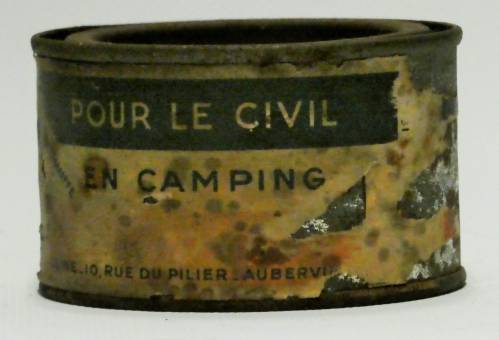 POUR LE CIVIL
EN CAMPING
10, RUE DU PILIER _ AUBERVI